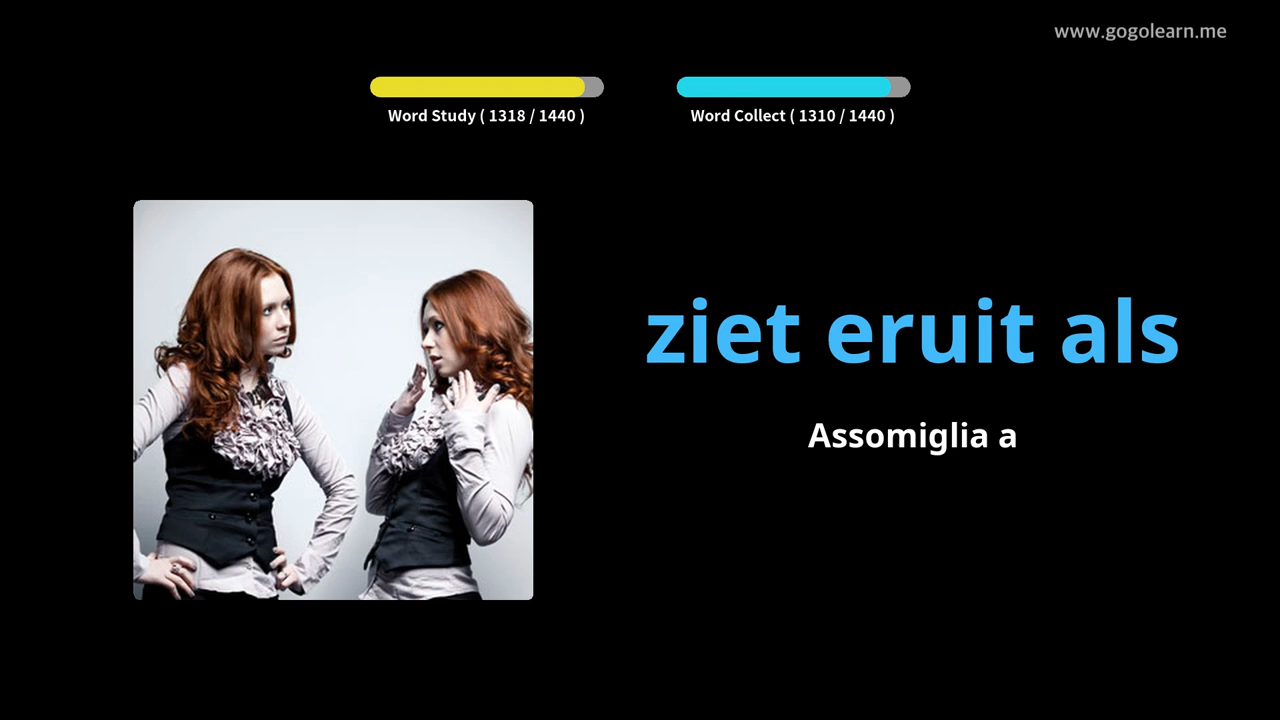 www.gogolearn.me
Word Study ( 1318 / 1440 )
Word Collect ( 1310 / 1440 )
ziet eruit als
Assomiglia a